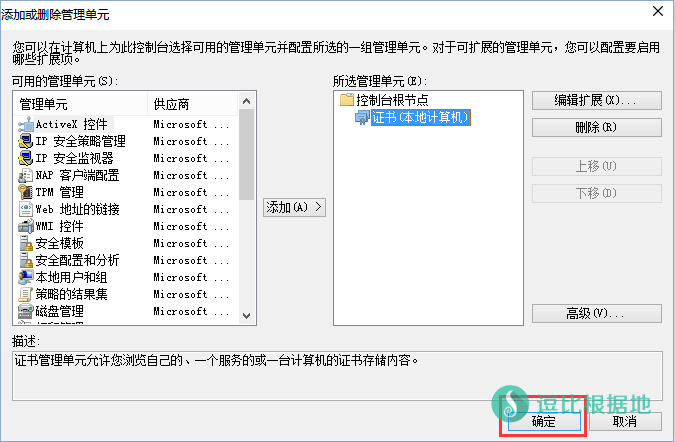 添加或删除管理单元
您可以在计算机上为此控制台选择可用的管理单元并配置所选的一组管理单元。对于可扩展的管理单元，您可以配置要启用
哪些扩展项。
可用的管理单元(S):
所选管理单元(E):
管理单元 供应商
ActiveX 控件 Microsoft ...
IP 安全策略管理 Microsoft ...
IP 安全监视器 Microsoft ...
NAP 客户端配置 Microsoft ...
TPM 管理 Microsoft ...
Web 地址的链接 Microsoft ...
WMI 控件 Microsoft ...
安全模板 Microsoft ...
安全配置和分析 Microsoft ...
本地用户和组 Microsoft ...
策略的结果集 Microsoft ...
磁盘管理 Microsoft ...
添加(A) >
控制台根节点
证书(本地计算机)
编辑扩展(X)...
删除(R)
上移(U)
下移(D)
高级(V)...
描述:
证书管理单元允许您浏览自己的、一个服务的或一台计算机的证书存储内容。
逗比根据地
确定
取消